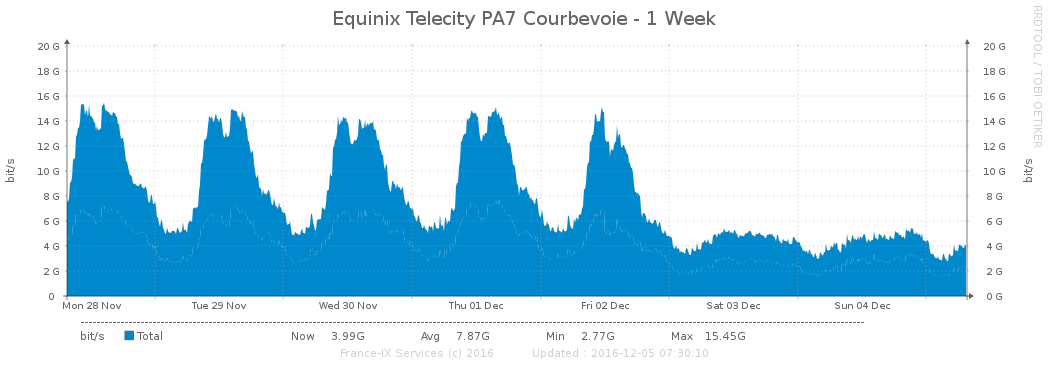 Equinix Telecity PA7 Courbevoie - 1 Week
RRDTOOL / TOBI OETIKER
bit/s
20 G 20 G
18 G 18 G
16 G 16 G
14 G 14 G
12 G 12 G
10 G 10 G
8 G 8 G
6 G 6 G
4 G 4 G
2 G 2 G
0 0 G
bit/s
Mon 28 Nov Tue 29 Nov Wed 30 Nov Thu 01 Dec Fri 02 Dec Sat 03 Dec Sun 04 Dec
bit/s Total Now 3.99G Avg 7.87G Min 2.77G Max 15.45G
France-IX Services (c) 2016 Updated : 2016-12-05 07:30:10